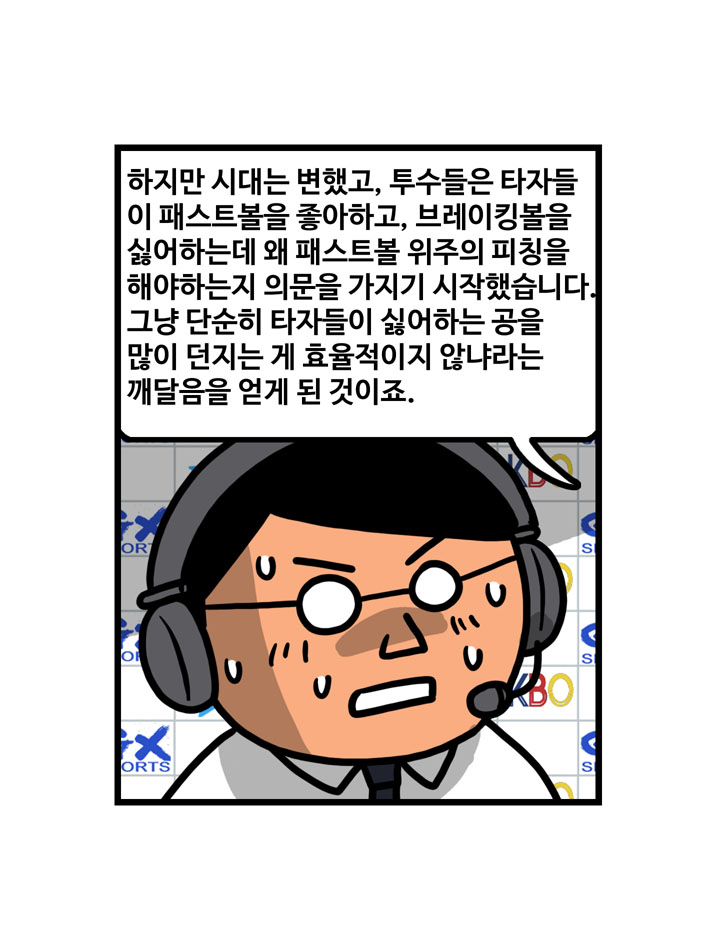 하지만 시대는 변했고, 투수들은 타자들
이 패스트볼을 좋아하고, 브레이킹볼을
싫어하는데 왜 패스트볼 위주의 피칭을
해야하는지 의문을 가지기 시작했습니다.
그냥 단순히 타자들이 싫어하는 공을
많이 던지는 게 효율적이지 않냐라는
깨달음을 얻게 된 것이죠.
KBO
KBO
X
ORTS